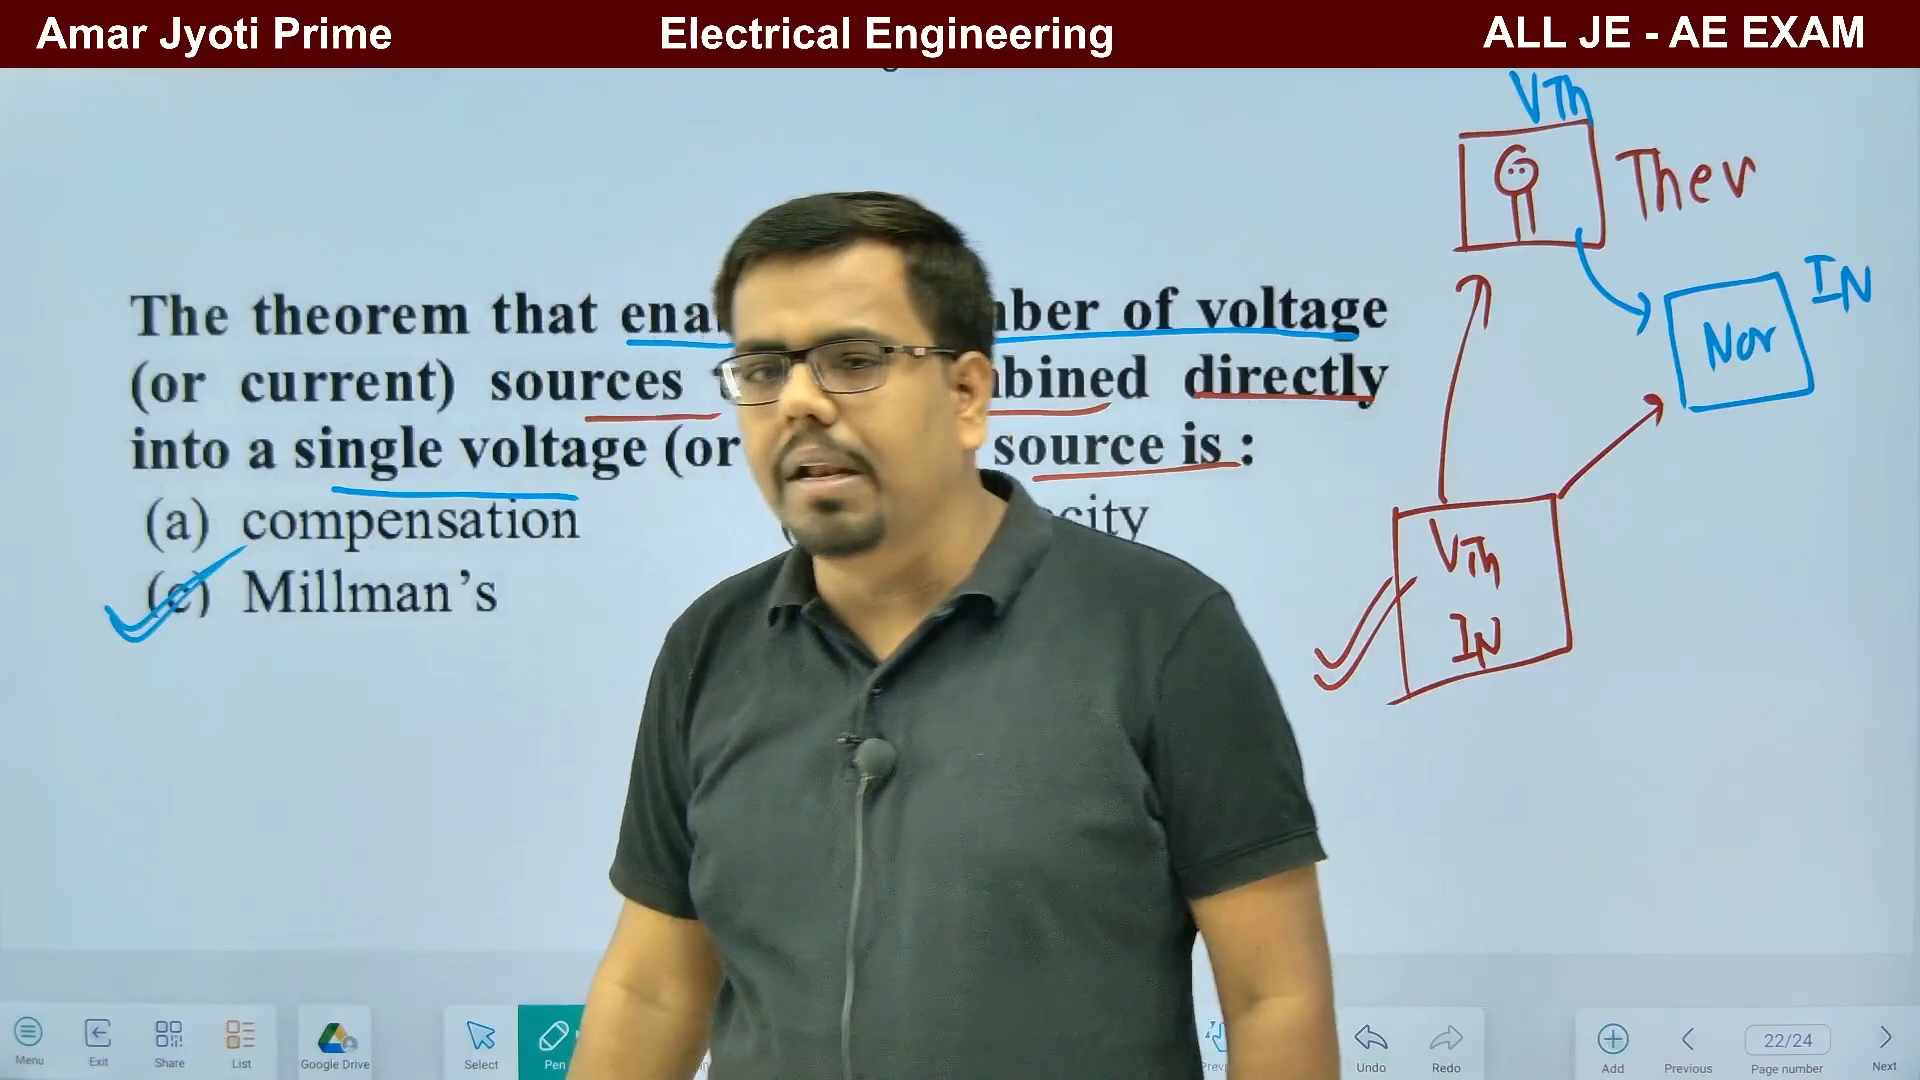 Amar Jyoti Prime Electrical Engineering ALL JE - AE EXAM
VTh
Thev
IN
Nor
The theorem that ber of voltage
(or current) sources directly
into a single voltage (or source is :
(a) compensation
(c) Millman's
VTh
IN
Menu Exit Share List Google Drive Select Pen Undo Redo Add Previous 22/24 Page number Next